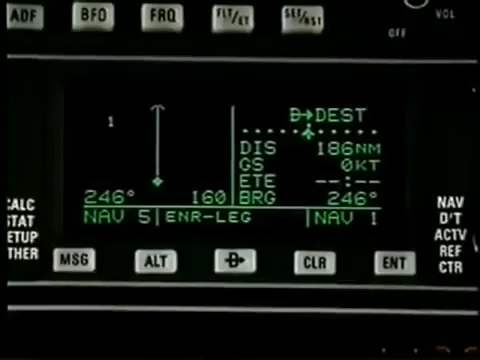 ADF BFO FRQ FLT/ET SET/RST
VOL
OFF
1
D→DEST
DIS 186NM
GS 0KT
ETE --:--
246° 160 BRG 246°
NAV 5 ENR-LEG NAV 1
CALC
STAT
SETUP
OTHER
NAV
D'T
ACTV
REF
CTR
MSG ALT D→ CLR ENT